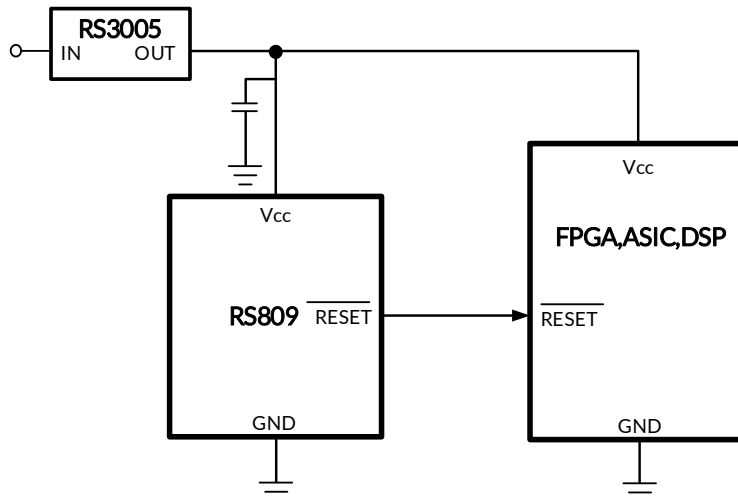 RS3005
IN OUT
Vcc
Vcc
FPGA,ASIC,DSP
RS809 RESET
RESET
GND
GND